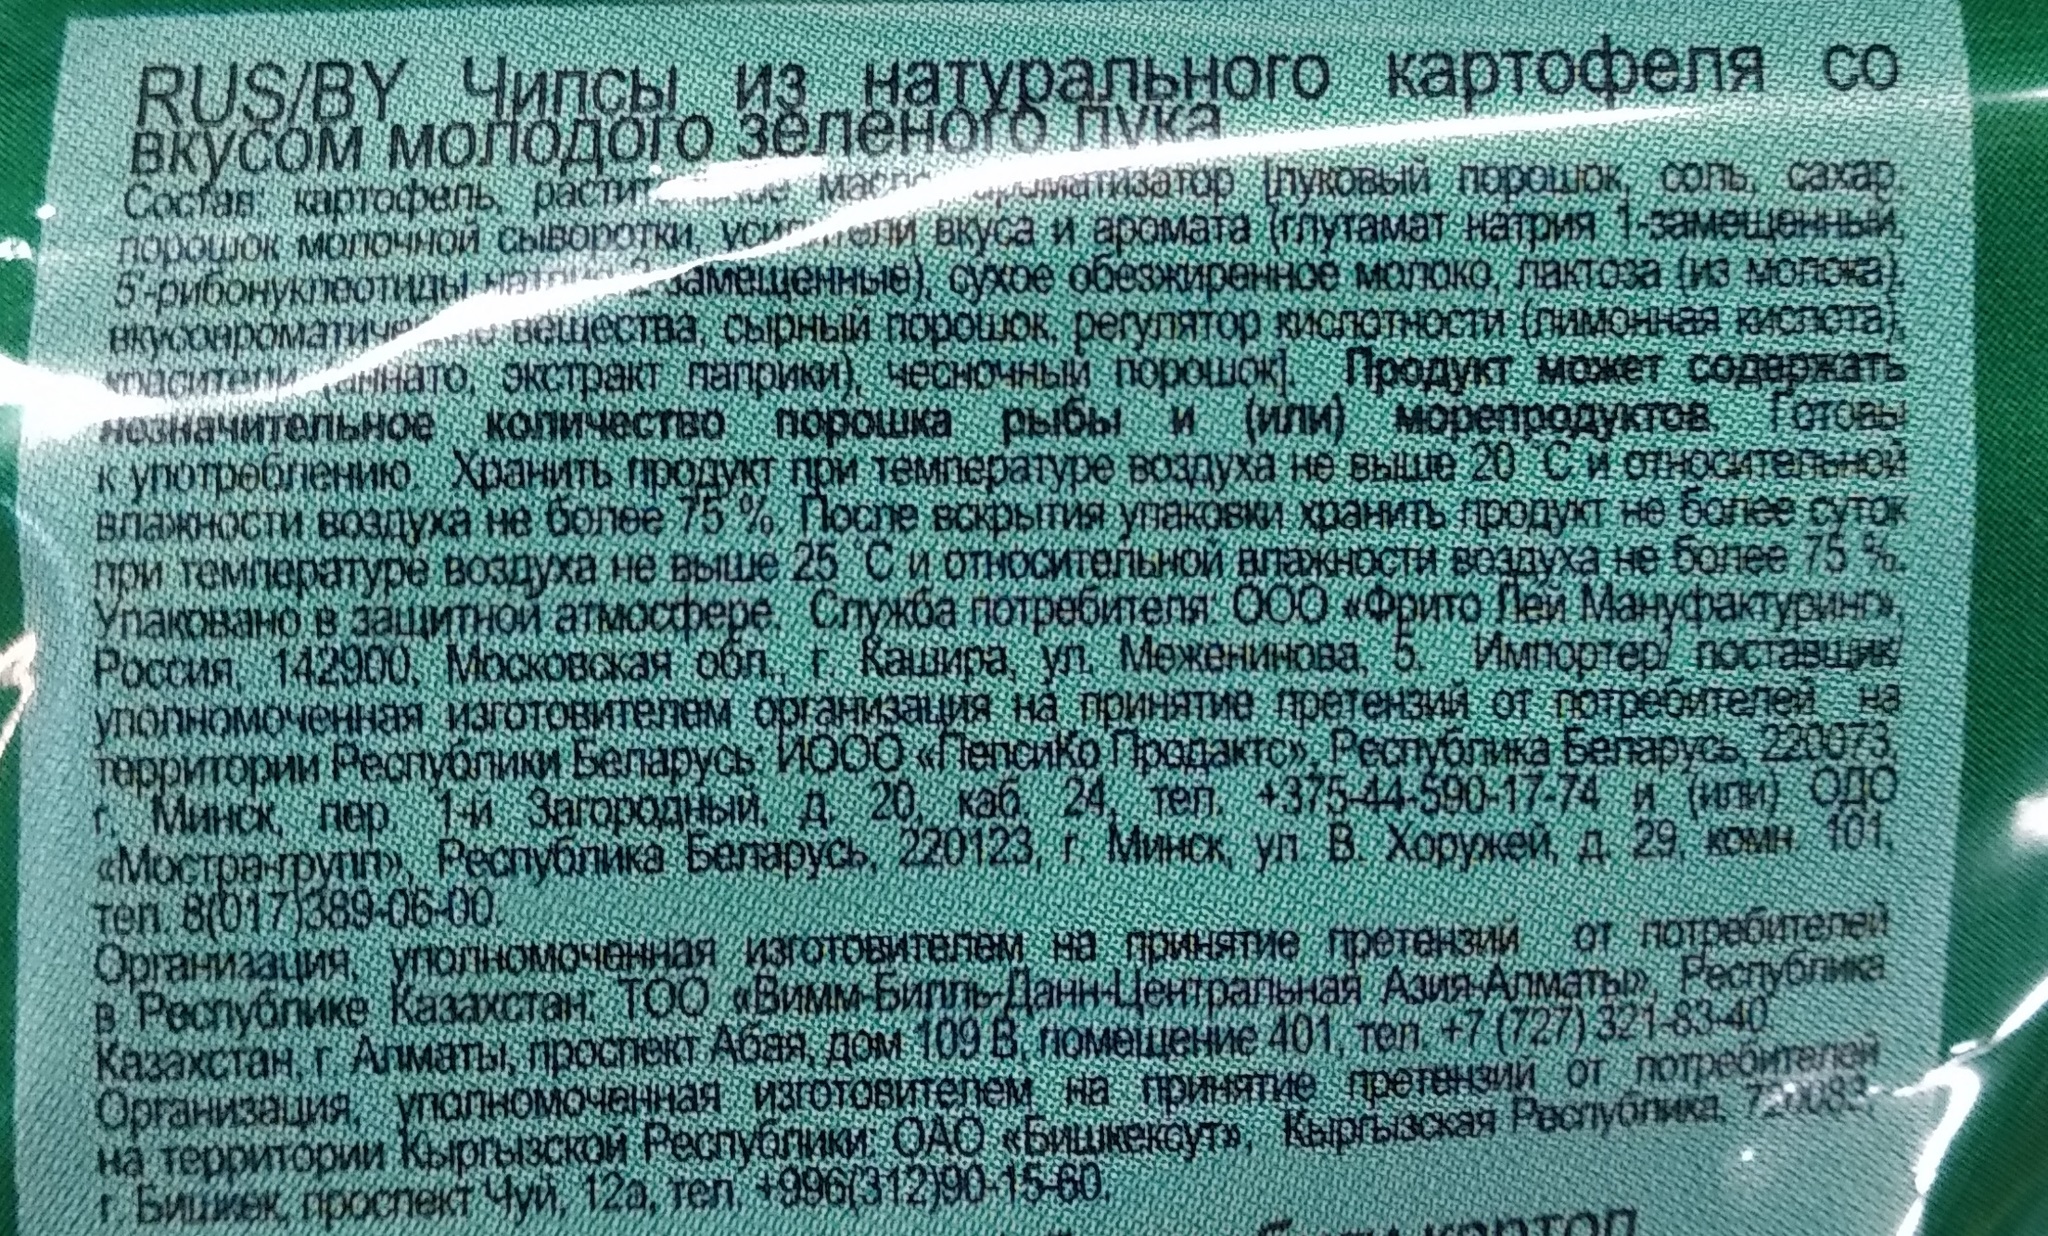 RUS/BY Чипсы из натурального картофеля со
вкусом молодого зеленого лука
Состав: картофель, масло, ароматизатор [луковый порошок, соль, сахар,
порошок молочной сыворотки, усилители вкуса и аромата (глутамат натрия 1-замещенный,
5'-рибонуклеотиды натрия 2-замещенные), сухое обезжиренное молоко, лактоза (из молока),
вкусоароматические вещества, сырный порошок, регулятор кислотности (лимонная кислота),
красители (аннато, экстракт паприки), чесночный порошок]. Продукт может содержать
незначительное количество порошка рыбы и (или) морепродуктов. Готовы
к употреблению. Хранить продукт при температуре воздуха не выше 20 °С и относительной
влажности воздуха не более 75 %. После вскрытия упаковки хранить продукт не более суток
при температуре воздуха не выше 25 °С и относительной влажности воздуха не более 75 %.
Упаковано в защитной атмосфере. Служба потребителя: ООО «Фрито Лей Мануфактуринг»,
Россия, 142900, Московская обл., г. Кашира, ул. Меженинова, 5. Импортер/ поставщик
уполномоченная изготовителем организация на принятие претензий от потребителей на
территории Республики Беларусь: ИООО «ПепсиКо Продактс», Республика Беларусь, 220073,
г. Минск, пер. 1-й Загородный, д. 20, каб. 24, тел. +375-44-590-17-74 и (или) ОДО
«Мостра-групп», Республика Беларусь, 220123, г. Минск, ул. В. Хоружей, д. 29, комн. 101,
тел. 8(017)389-06-00.
Организация, уполномоченная изготовителем на принятие претензий от потребителей
в Республике Казахстан: ТОО «Вимм-Билль-Данн-Центральная Азия-Алматы», Республика
Казахстан, г. Алматы, проспект Абая, дом 109 В, помещение 401, тел. +7 (727) 321-83-40.
Организация, уполномоченная изготовителем на принятие претензии от потребителей
на территории Кыргызской Республики: ОАО «Бишкексут», Кыргызская Республика, 720083,
г. Бишкек, проспект Чуй, 12а, тел. +996(312)90-15-60.